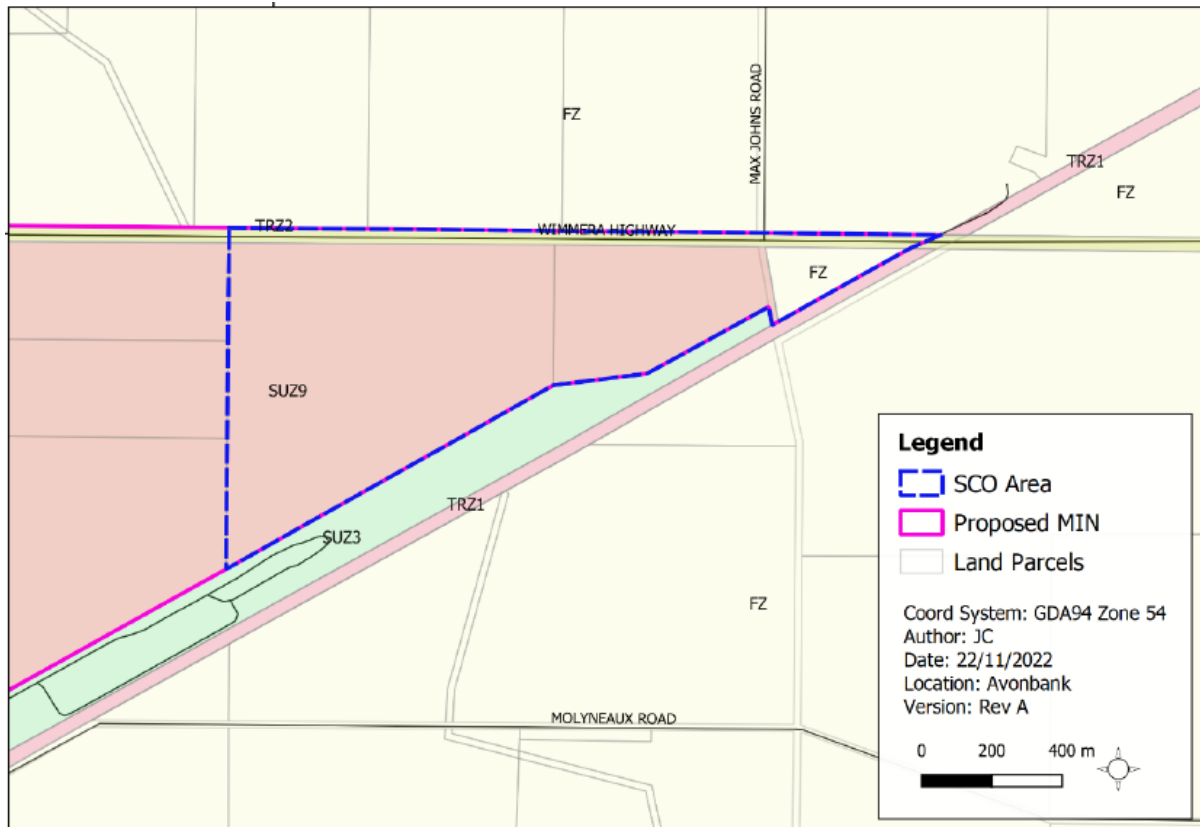 FZ
MAX JOHNS ROAD
TRZ1
FZ
TRZ2
WIMMERA HIGHWAY
FZ
SUZ9
TRZ1
SUZ3
FZ
MOLYNEAUX ROAD
Legend
SCO Area
Proposed MIN
Land Parcels
Coord System: GDA94 Zone 54
Author: JC
Date: 22/11/2022
Location: Avonbank
Version: Rev A
0 200 400 m